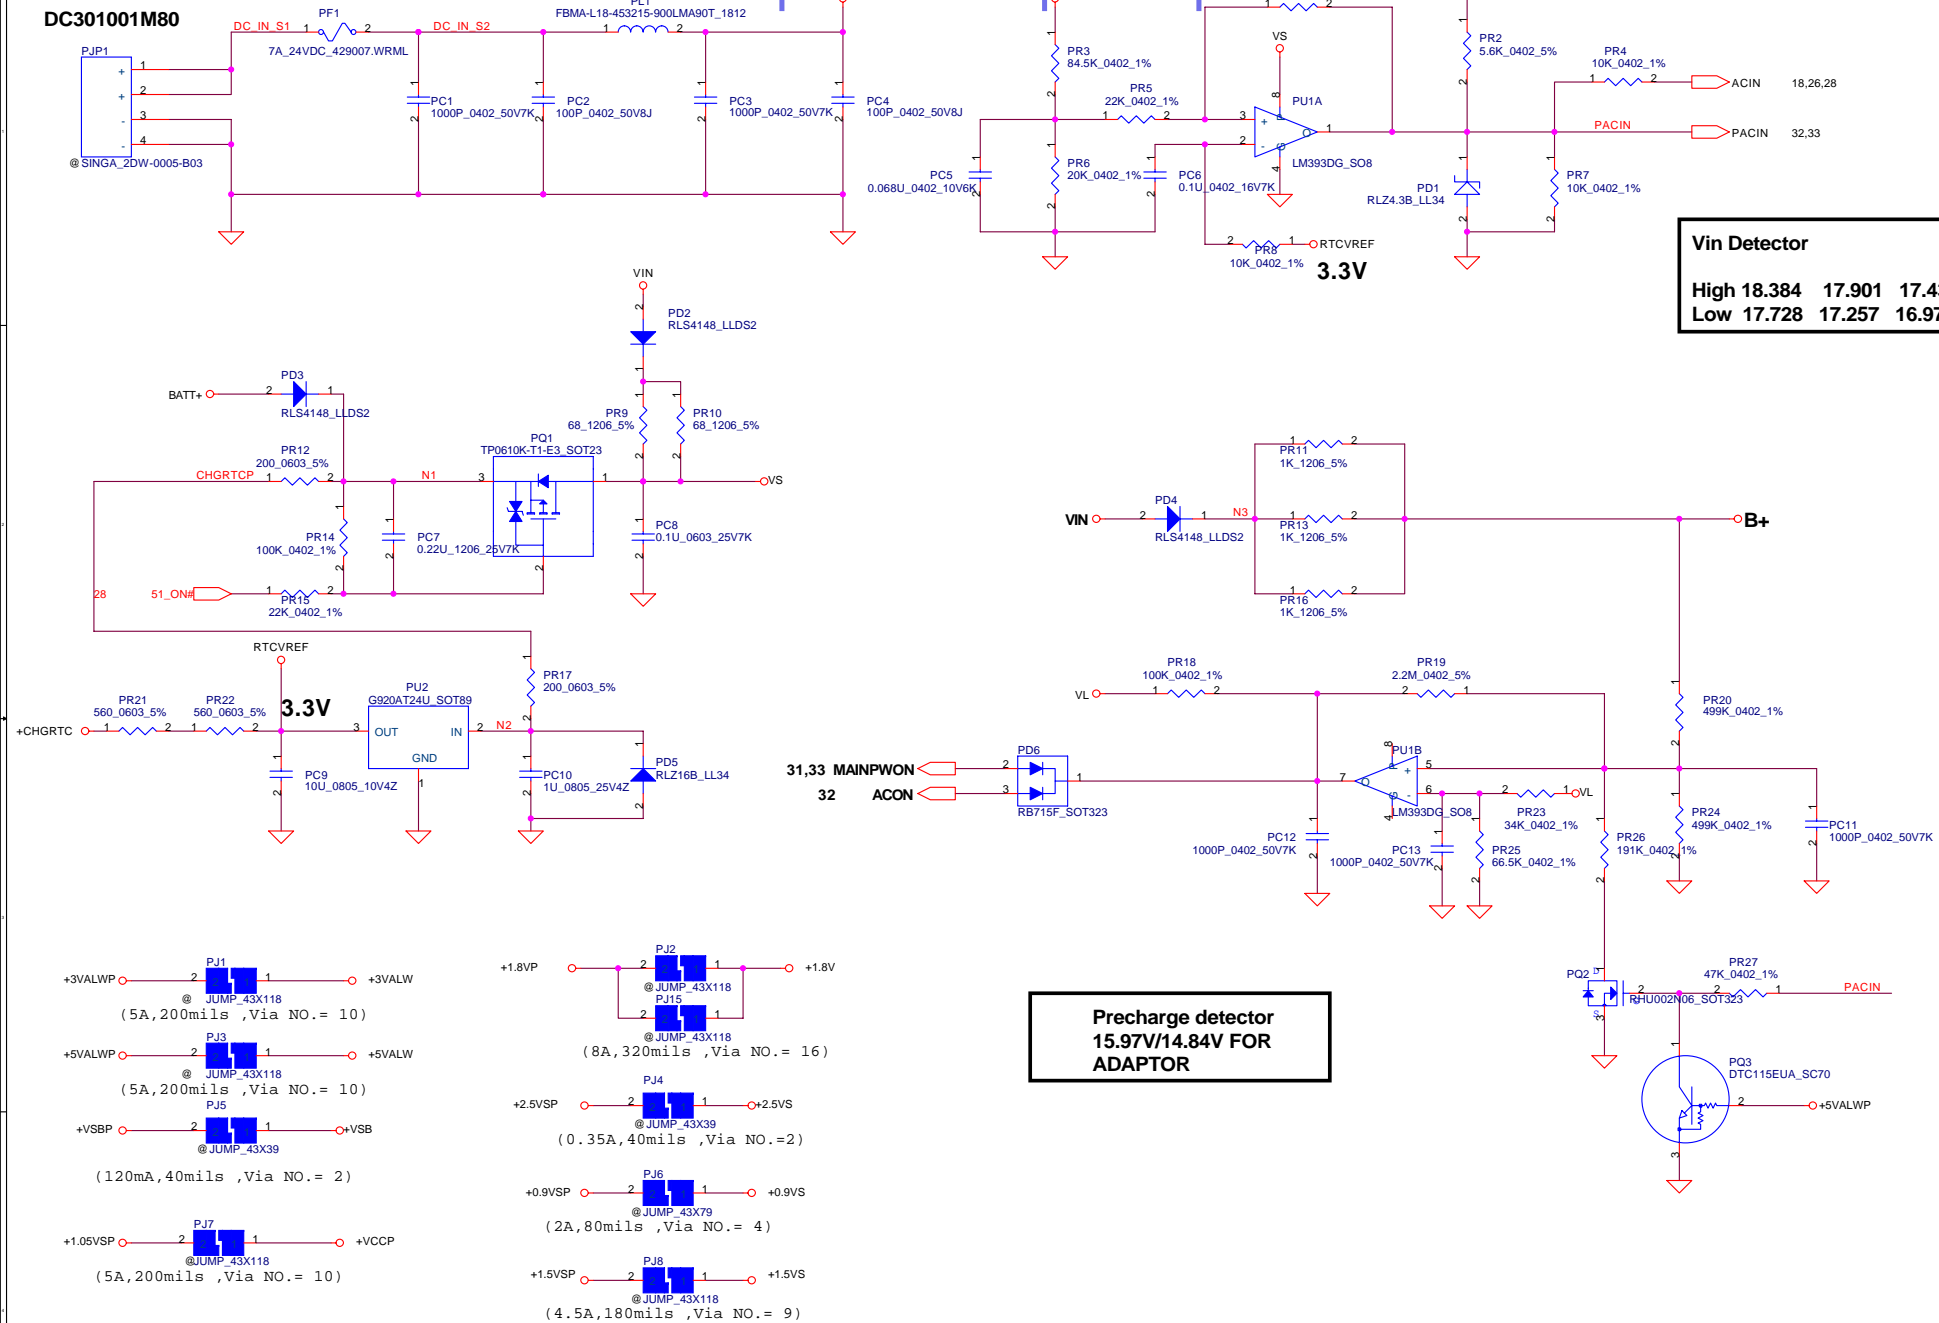 DC301001M80
DC_IN_S1
PF1
7A_24VDC_429007.WRML
DC_IN_S2
FBMA-L18-453215-900LMA90T_1812
PJP1
@SINGA_2DW-0005-B03
PC1
1000P_0402_50V7K
PC2
100P_0402_50V8J
PC3
1000P_0402_50V7K
PC4
100P_0402_50V8J
PR3
84.5K_0402_1%
PR5
22K_0402_1%
PC5
0.068U_0402_10V6K
PR6
20K_0402_1%
PC6
0.1U_0402_16V7K
VS
PU1A
LM393DG_SO8
PR8
10K_0402_1%
RTCVREF
3.3V
PR2
5.6K_0402_5%
PR4
10K_0402_1%
ACIN 18,26,28
PACIN
PACIN 32,33
PD1
RLZ4.3B_LL34
PR7
10K_0402_1%
Vin Detector
High 18.384 17.901
Low 17.728 17.257
VIN
PD2
RLS4148_LLDS2
BATT+
PD3
RLS4148_LLDS2
PR9
68_1206_5%
PR10
68_1206_5%
PR12
200_0603_5%
CHGRTCP
N1
PQ1
TP0610K-T1-E3_SOT23
VS
PR14
100K_0402_1%
PC7
0.22U_1206_25V7K
PC8
0.1U_0603_25V7K
28
51_ON#
PR15
22K_0402_1%
PR11
1K_1206_5%
VIN
PD4
RLS4148_LLDS2
N3
PR13
1K_1206_5%
PR16
1K_1206_5%
B+
RTCVREF
3.3V
PR21
560_0603_5%
PR22
560_0603_5%
+CHGRTC
PU2
G920AT24U_SOT89
OUT
IN
GND
N2
PR17
200_0603_5%
PC9
10U_0805_10V4Z
PC10
1U_0805_25V4Z
PD5
RLZ16B_LL34
PR18
100K_0402_1%
VL
PR19
2.2M_0402_5%
PR20
499K_0402_1%
31,33 MAINPWON
32 ACON
PD6
RB715F_SOT323
PU1B
LM393DG_SO8
PR23
34K_0402_1%
VL
PC12
1000P_0402_50V7K
PC13
1000P_0402_50V7K
PR25
66.5K_0402_1%
PR26
191K_0402_1%
PR24
499K_0402_1%
PC11
1000P_0402_50V7K
PQ2
RHU002N06_SOT323
PR27
47K_0402_1%
PACIN
PQ3
DTC115EUA_SC70
+5VALWP
Precharge detector
15.97V/14.84V FOR
ADAPTOR
+3VALWP
PJ1
@ JUMP_43X118
+3VALW
(5A,200mils ,Via NO.= 10)
+5VALWP
PJ3
@ JUMP_43X118
+5VALW
(5A,200mils ,Via NO.= 10)
+VSBP
PJ5
@JUMP_43X39
+VSB
(120mA,40mils ,Via NO.= 2)
+1.05VSP
PJ7
@JUMP_43X118
+VCCP
(5A,200mils ,Via NO.= 10)
+1.8VP
PJ2
@JUMP_43X118
+1.8V
PJ15
@JUMP_43X118
(8A,320mils ,Via NO.= 16)
+2.5VSP
PJ4
@JUMP_43X39
+2.5VS
(0.35A,40mils ,Via NO.=2)
+0.9VSP
PJ6
@JUMP_43X79
+0.9VS
(2A,80mils ,Via NO.= 4)
+1.5VSP
PJ8
@JUMP_43X118
+1.5VS
(4.5A,180mils ,Via NO.= 9)